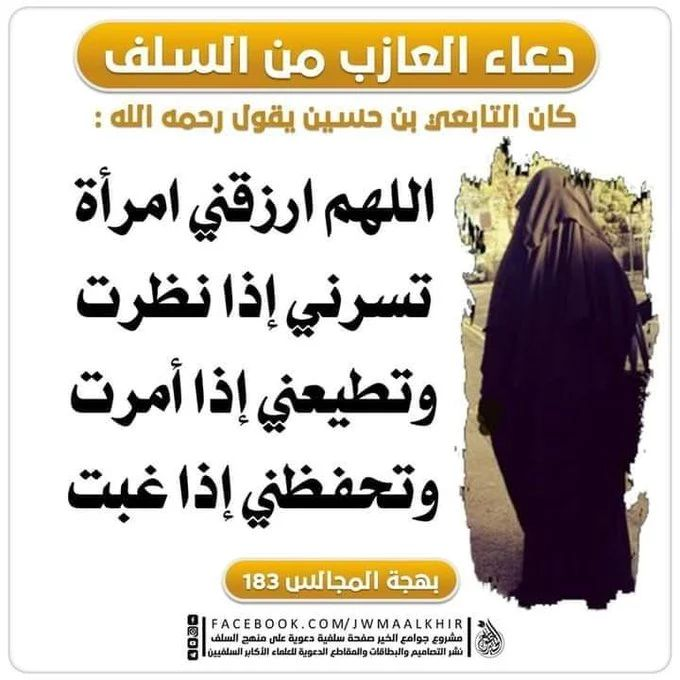 دعاء العازب من السلف
كان التابعي بن حسين يقول رحمه الله :
اللهم ارزقني امرأة
تسرني إذا نظرت
وتطيعني إذا أمرت
وتحفظني إذا غبت
بهجة المجالس 183
FACEBOOK.COM/JWMAALKHIR
مشروع جوامع الخير صفحة سلفية دعوية على منهج السلف
نشر التصاميم والبطاقات والمقاطع الدعوية للعلماء الأكابر السلفيين